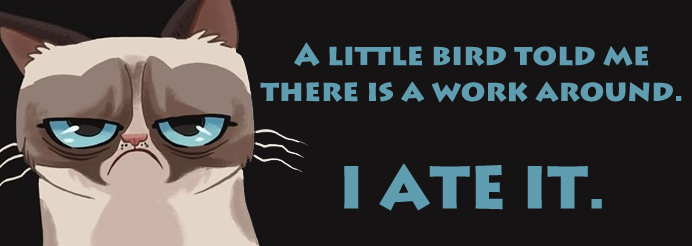 A LITTLE BIRD TOLD ME
THERE IS A WORK AROUND.
I ATE IT.